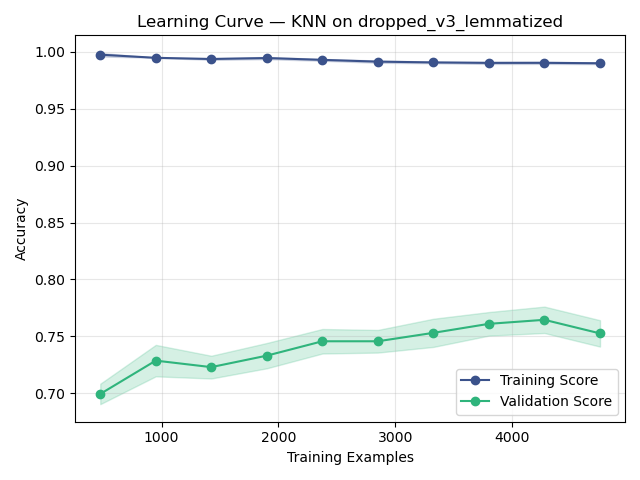 Learning Curve — KNN on dropped_v3_lemmatized
1.00
0.95
0.90
0.85
0.80
0.75
0.70
Accuracy
1000 2000 3000 4000
Training Examples
Training Score
Validation Score